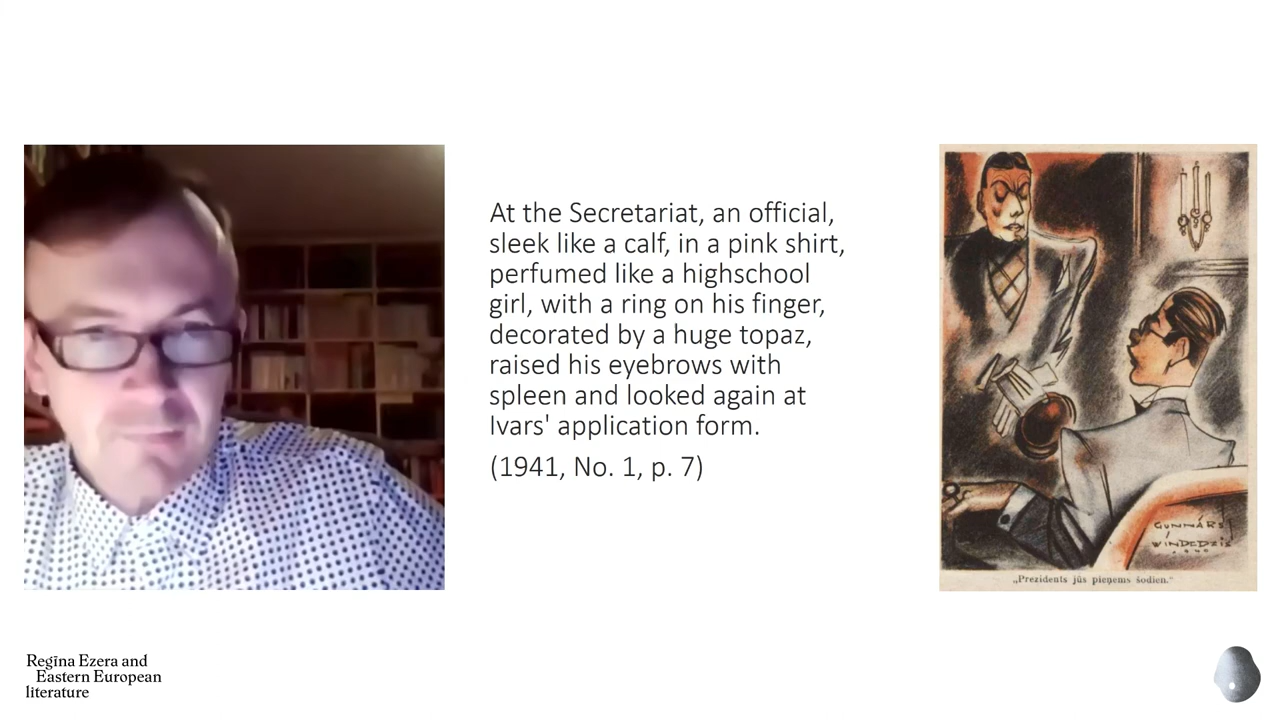 At the Secretariat, an official,
sleek like a calf, in a pink shirt,
perfumed like a highschool
girl, with a ring on his finger,
decorated by a huge topaz,
raised his eyebrows with
spleen and looked again at
Ivars' application form.
(1941, No. 1, p. 7)
GUNNĀRS
WINDEDZIS
1940
„Prezidents jūs pieņems šodien."
Regīna Ezera and
Eastern European
literature